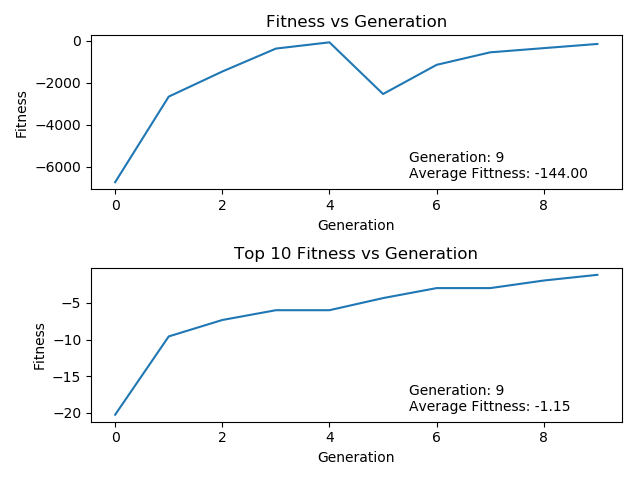 Fitness vs Generation
0
−2000
−4000
−6000
Fitness
Generation: 9
Average Fittness: -144.00
0 2 4 6 8
Generation
Top 10 Fitness vs Generation
−5
−10
−15
−20
Fitness
Generation: 9
Average Fittness: -1.15
0 2 4 6 8
Generation